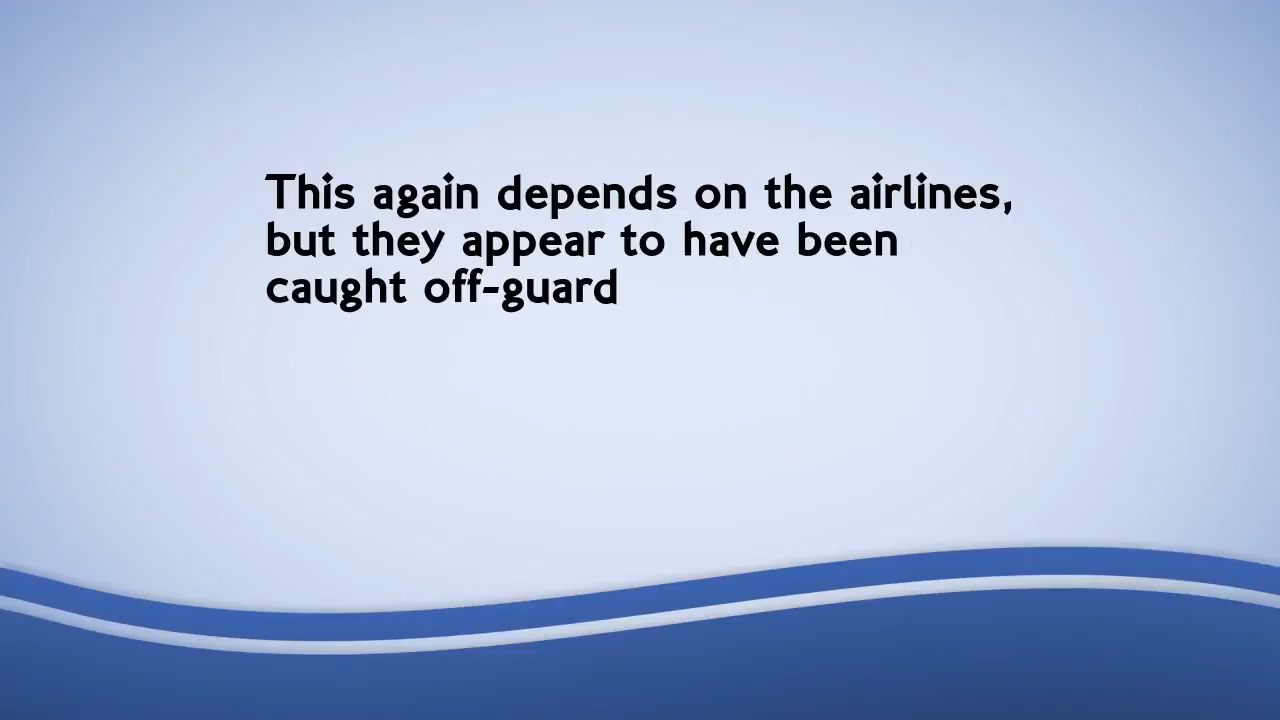 This again depends on the airlines,
but they appear to have been
caught off-guard